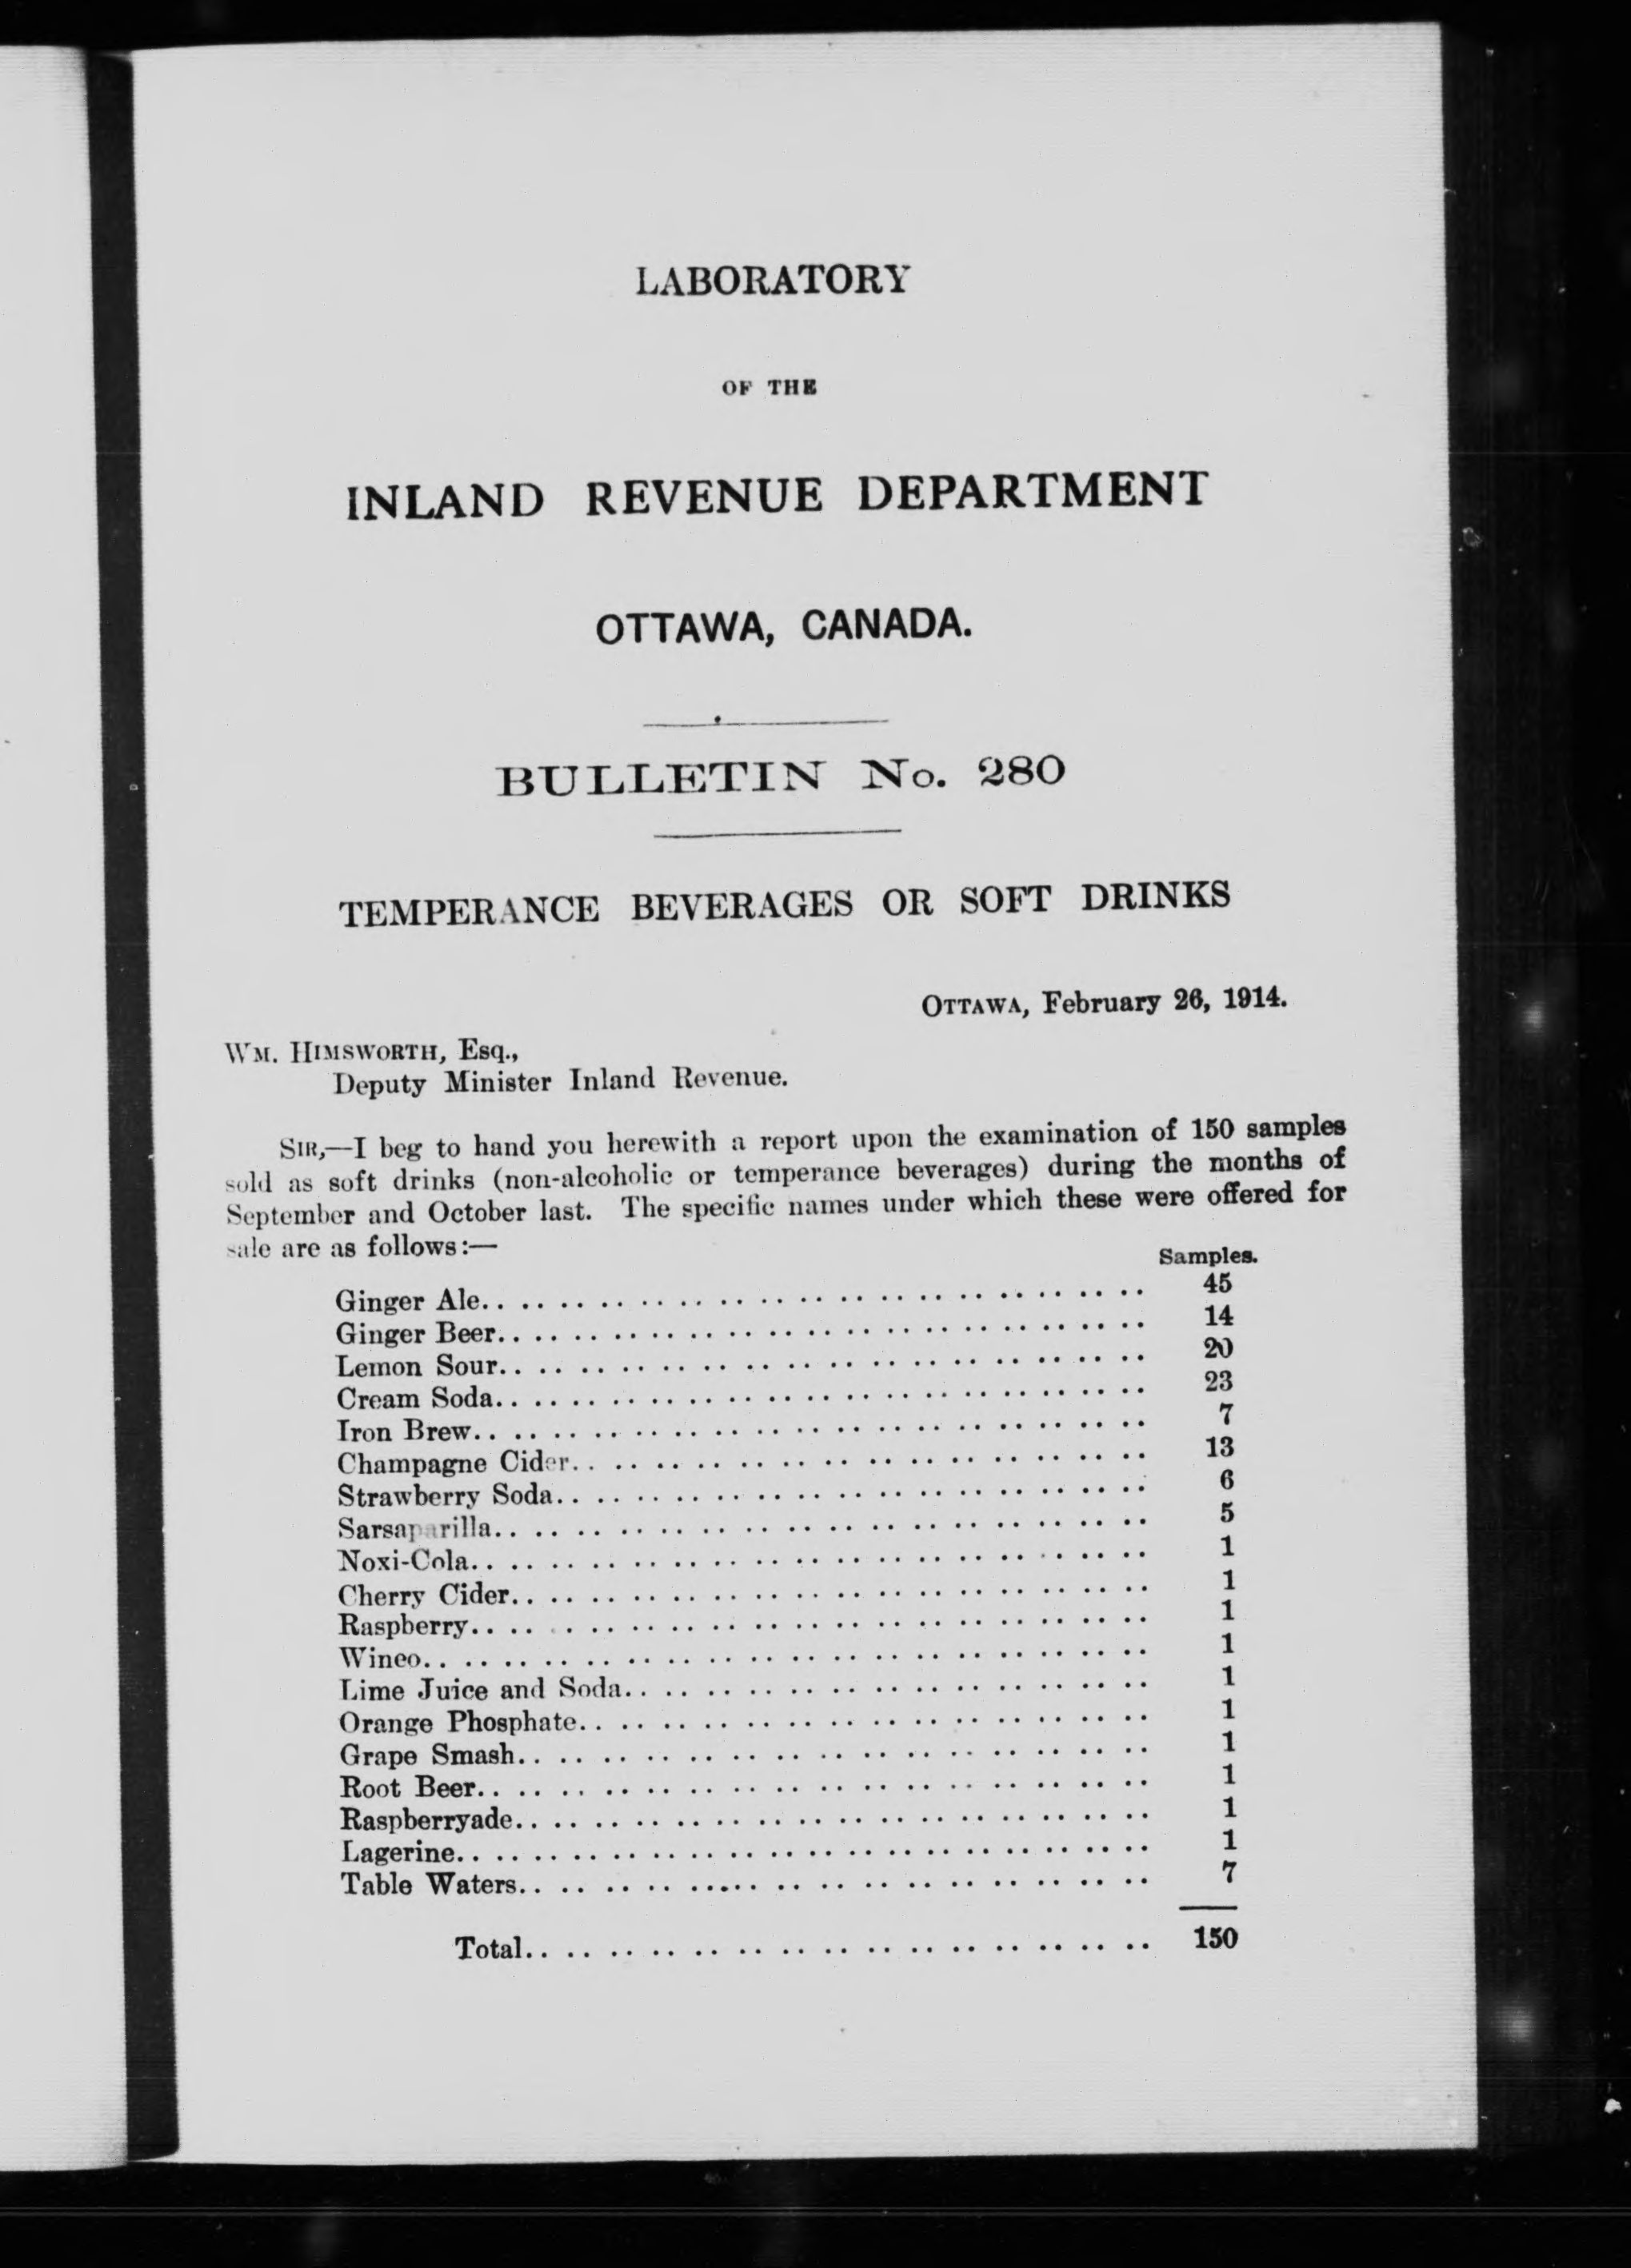 LABORATORY
OF THE
INLAND REVENUE DEPARTMENT
OTTAWA, CANADA.
BULLETIN No. 280
TEMPERANCE BEVERAGES OR SOFT DRINKS
OTTAWA, February 26, 1914.
WM. HIMSWORTH, Esq.,
Deputy Minister Inland Revenue.
SIR,—I beg to hand you herewith a report upon the examination of 150 samples
sold as soft drinks (non-alcoholic or temperance beverages) during the months of
September and October last. The specific names under which these were offered for
sale are as follows:—
Samples.
Ginger Ale.. .. .. .. .. .. .. .. .. .. .. .. .. .. .. .. .. 45
Ginger Beer.. .. .. .. .. .. .. .. .. .. .. .. .. .. .. .. .. 14
Lemon Sour.. .. .. .. .. .. .. .. .. .. .. .. .. .. .. .. .. 20
Cream Soda.. .. .. .. .. .. .. .. .. .. .. .. .. .. .. .. .. 23
Iron Brew.. .. .. .. .. .. .. .. .. .. .. .. .. .. .. .. .. 7
Champagne Cider.. .. .. .. .. .. .. .. .. .. .. .. .. .. .. 13
Strawberry Soda.. .. .. .. .. .. .. .. .. .. .. .. .. .. .. 6
Sarsaparilla.. .. .. .. .. .. .. .. .. .. .. .. .. .. .. .. .. 5
Noxi-Cola.. .. .. .. .. .. .. .. .. .. .. .. .. .. .. .. .. 1
Cherry Cider.. .. .. .. .. .. .. .. .. .. .. .. .. .. .. .. 1
Raspberry.. .. .. .. .. .. .. .. .. .. .. .. .. .. .. .. .. 1
Wineo.. .. .. .. .. .. .. .. .. .. .. .. .. .. .. .. .. .. 1
Lime Juice and Soda.. .. .. .. .. .. .. .. .. .. .. .. .. 1
Orange Phosphate.. .. .. .. .. .. .. .. .. .. .. .. .. .. 1
Grape Smash.. .. .. .. .. .. .. .. .. .. .. .. .. .. .. .. 1
Root Beer.. .. .. .. .. .. .. .. .. .. .. .. .. .. .. .. .. 1
Raspberryade.. .. .. .. .. .. .. .. .. .. .. .. .. .. .. .. 1
Lagerine.. .. .. .. .. .. .. .. .. .. .. .. .. .. .. .. .. 1
Table Waters.. .. .. .. .. .. .. .. .. .. .. .. .. .. .. .. 7
Total.. .. .. .. .. .. .. .. .. .. .. .. .. .. .. 150